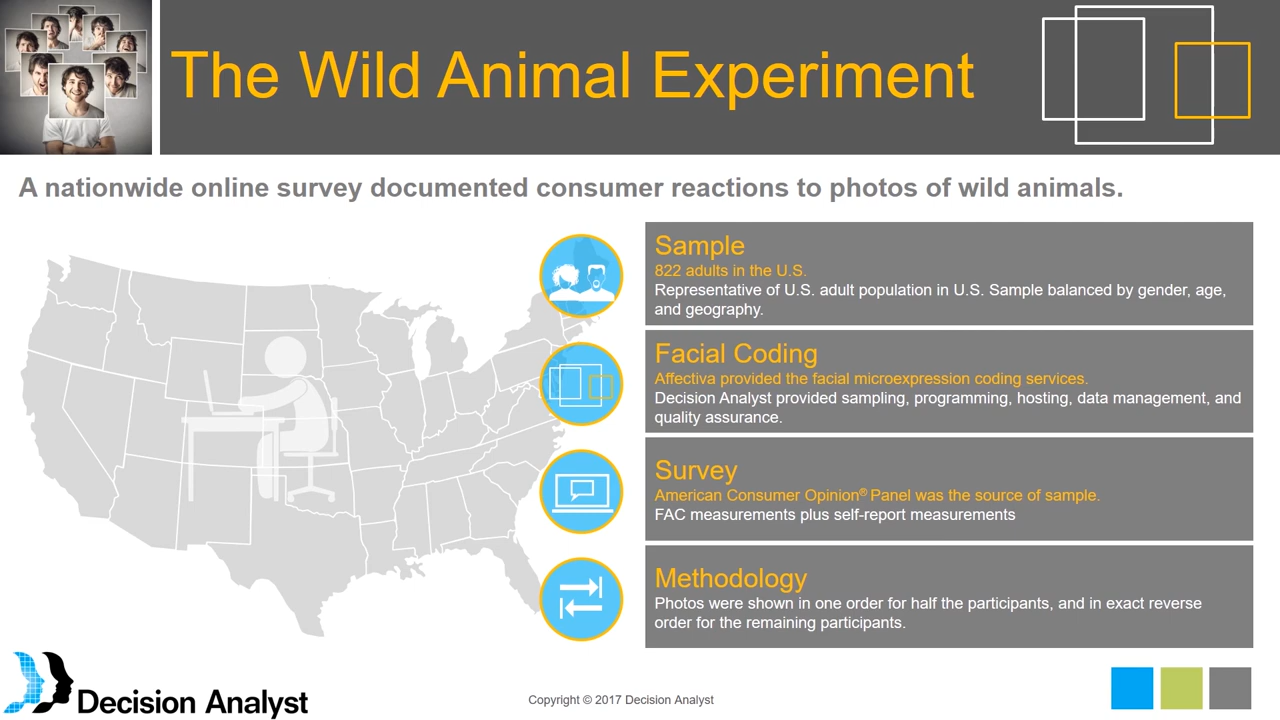 The Wild Animal Experiment
A nationwide online survey documented consumer reactions to photos of wild animals.
Sample
822 adults in the U.S.
Representative of U.S. adult population in U.S. Sample balanced by gender, age,
and geography.
Facial Coding
Affectiva provided the facial microexpression coding services.
Decision Analyst provided sampling, programming, hosting, data management, and
quality assurance.
Survey
American Consumer Opinion® Panel was the source of sample.
FAC measurements plus self-report measurements
Methodology
Photos were shown in one order for half the participants, and in exact reverse
order for the remaining participants.
Decision Analyst
Copyright © 2017 Decision Analyst